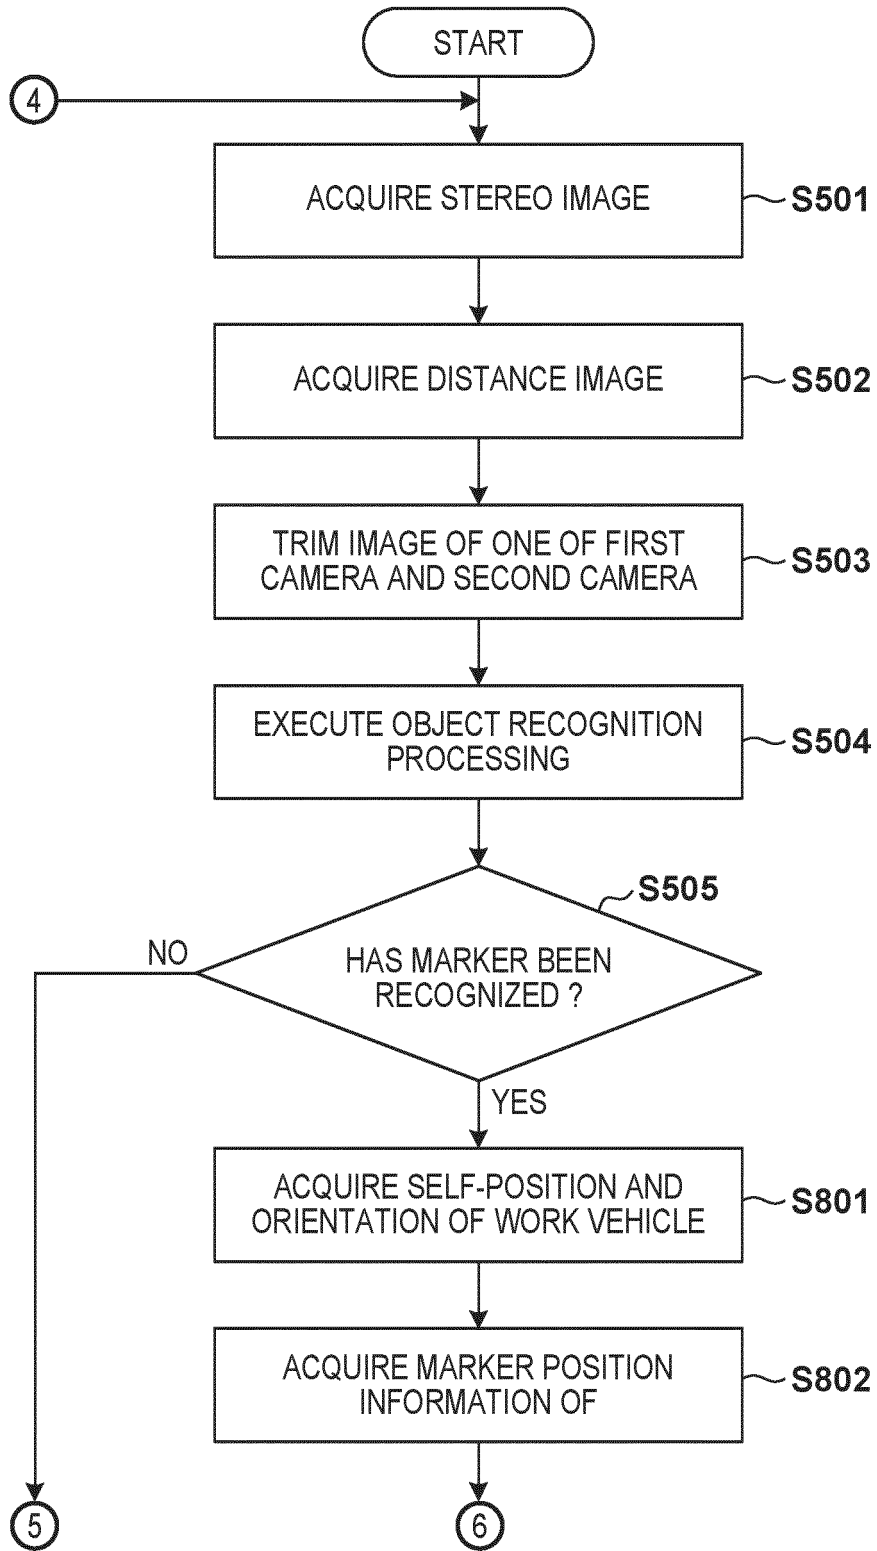 START
4
ACQUIRE STEREO IMAGE
S501
ACQUIRE DISTANCE IMAGE
S502
TRIM IMAGE OF ONE OF FIRST
CAMERA AND SECOND CAMERA
S503
EXECUTE OBJECT RECOGNITION
PROCESSING
S504
S505
HAS MARKER BEEN
RECOGNIZED ?
NO
YES
ACQUIRE SELF-POSITION AND
ORIENTATION OF WORK VEHICLE
S801
ACQUIRE MARKER POSITION
INFORMATION OF
S802
5
6